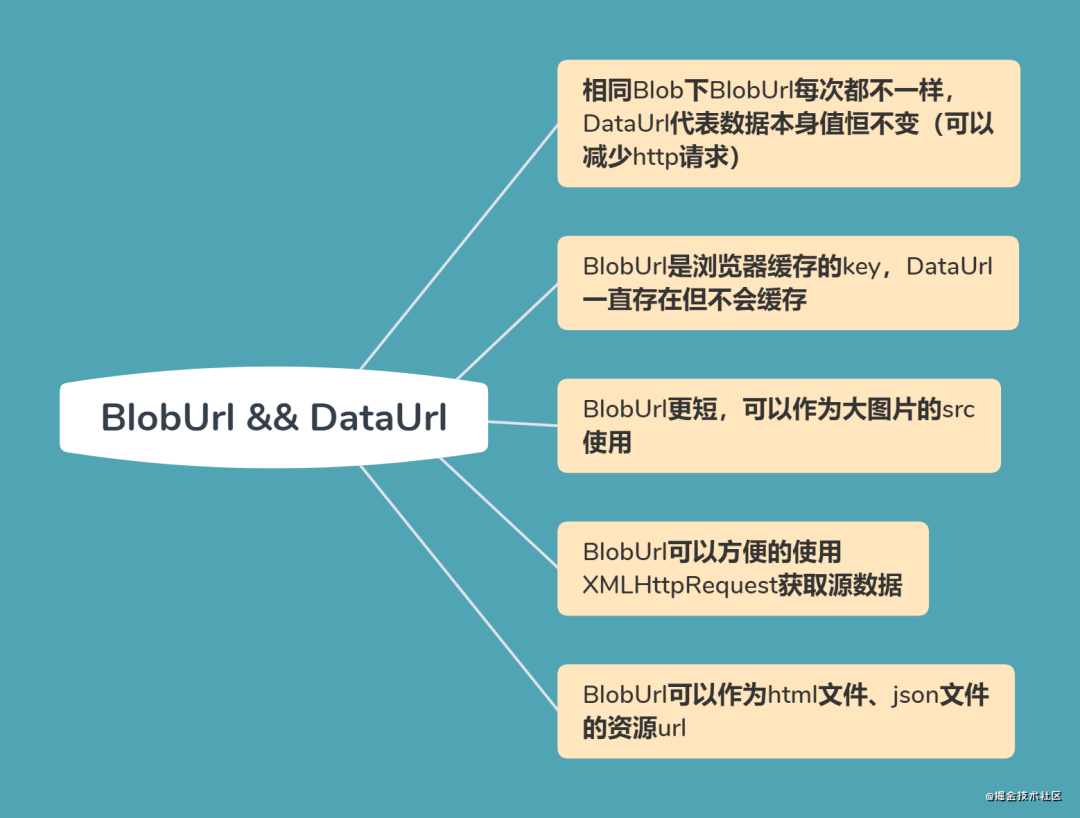 相同Blob下BlobUrl每次都不一样，
DataUrl代表数据本身值恒不变（可以
减少http请求）
BlobUrl是浏览器缓存的key，DataUrl
一直存在但不会缓存
BlobUrl && DataUrl
BlobUrl更短，可以作为大图片的src
使用
BlobUrl可以方便的使用
XMLHttpRequest获取源数据
BlobUrl可以作为html文件、json文件
的资源url
@掘金技术社区